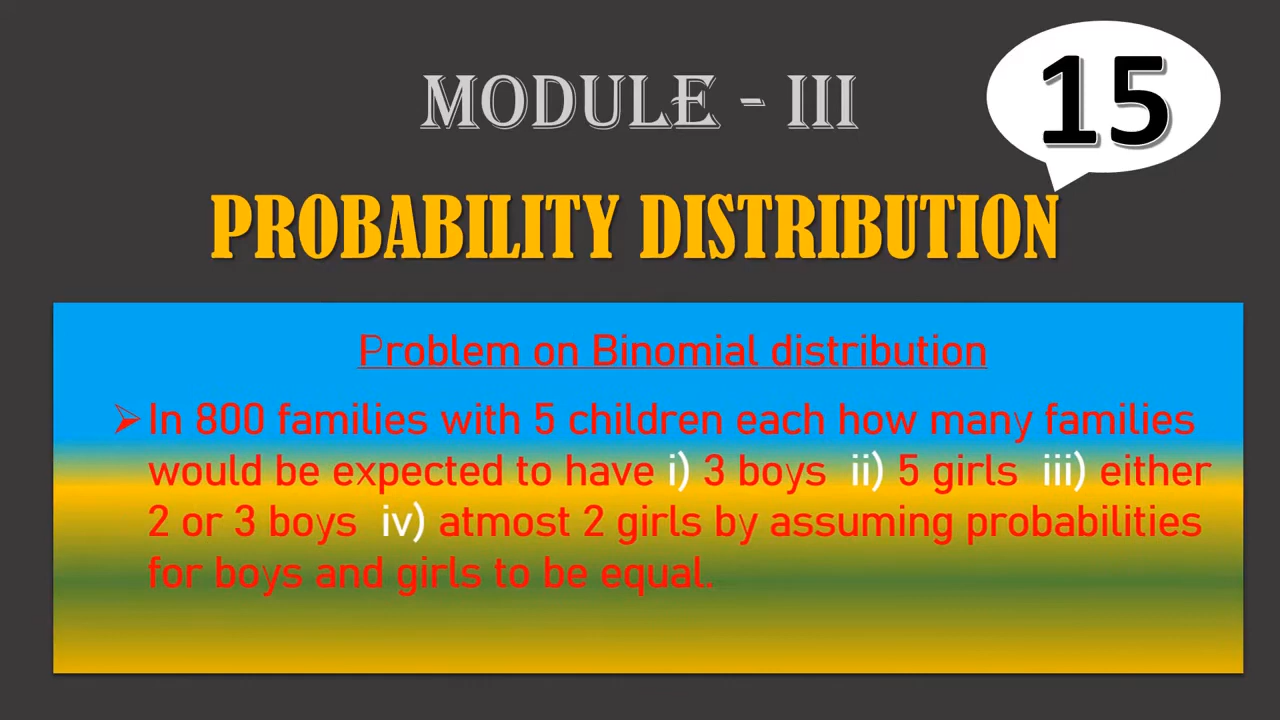 MODULE - III
15
PROBABILITY DISTRIBUTION
Problem on Binomial distribution
➢In 800 families with 5 children each how many families
would be expected to have i) 3 boys ii) 5 girls iii) either
2 or 3 boys iv) atmost 2 girls by assuming probabilities
for boys and girls to be equal.